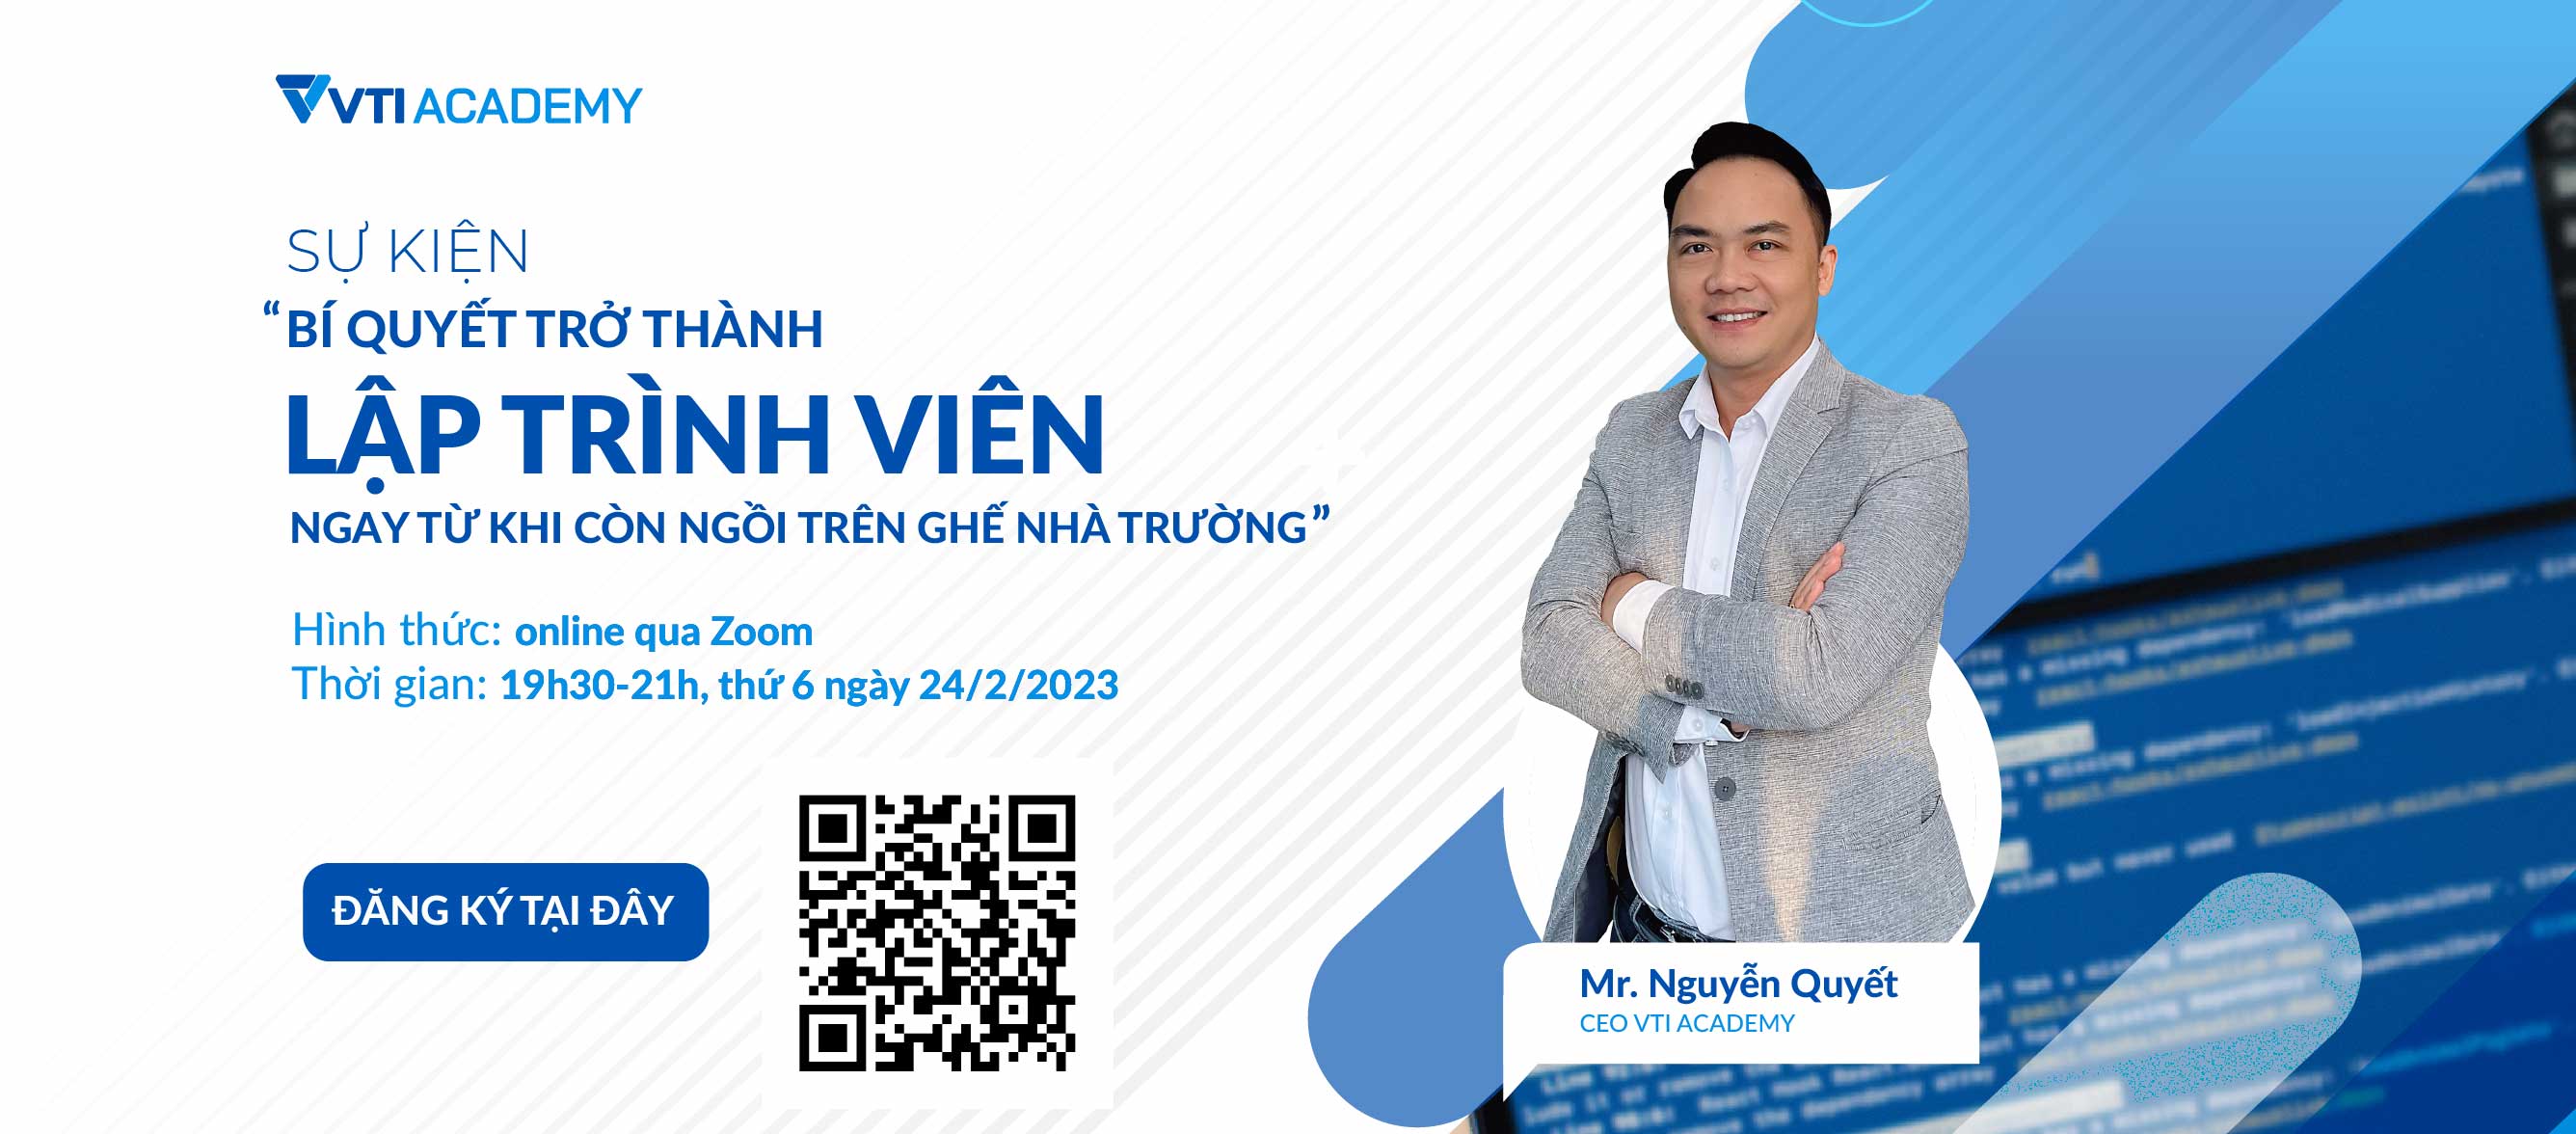 VTI ACADEMY
SỰ KIỆN
“BÍ QUYẾT TRỞ THÀNH
LẬP TRÌNH VIÊN
NGAY TỪ KHI CÒN NGỒI TRÊN GHẾ NHÀ TRƯỜNG”
Hình thức: online qua Zoom
Thời gian: 19h30-21h, thứ 6 ngày 24/2/2023
ĐĂNG KÝ TẠI ĐÂY
Mr. Nguyễn Quyết
CEO VTI ACADEMY